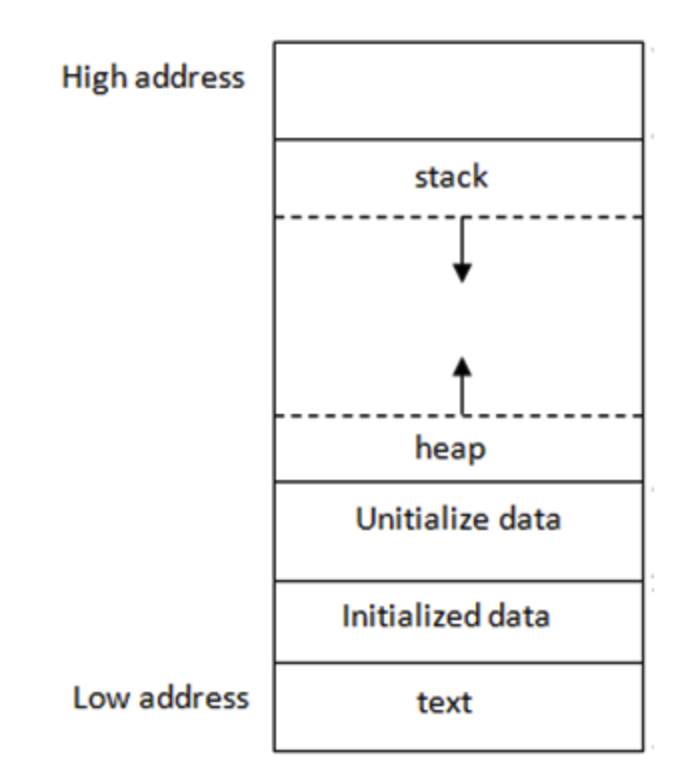 High address
stack
heap
Unitialize data
Initialized data
Low address
text